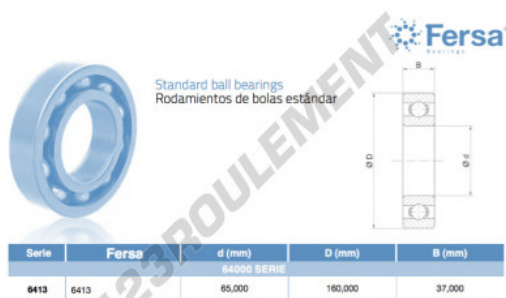 Fersa
Bearings
Standard ball bearings
Rodamientos de bolas estándar
B
Ø D
Ø d
Serie Fersa d (mm) D (mm) B (mm)
64000 SERIE
6413 6413 65,000 160,000 37,000
123ROULEMENT